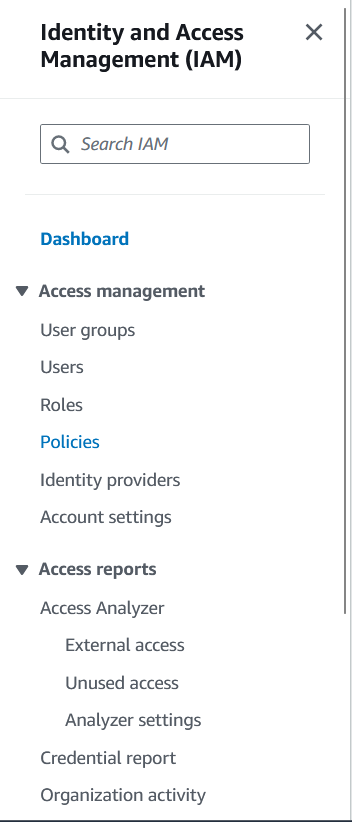 Identity and Access
Management (IAM)
Search IAM
Dashboard
Access management
User groups
Users
Roles
Policies
Identity providers
Account settings
Access reports
Access Analyzer
External access
Unused access
Analyzer settings
Credential report
Organization activity